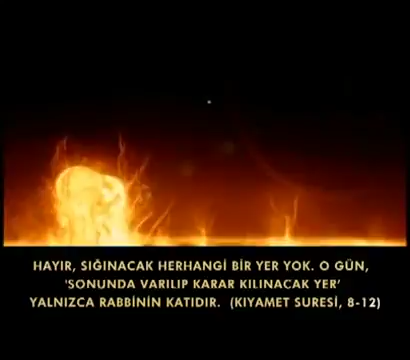 HAYIR, SIĞINACAK HERHANGİ BİR YER YOK. O GÜN,
'SONUNDA VARILIP KARAR KILINACAK YER'
YALNIZCA RABBİNİN KATIDIR. (KIYAMET SURESİ, 8-12)